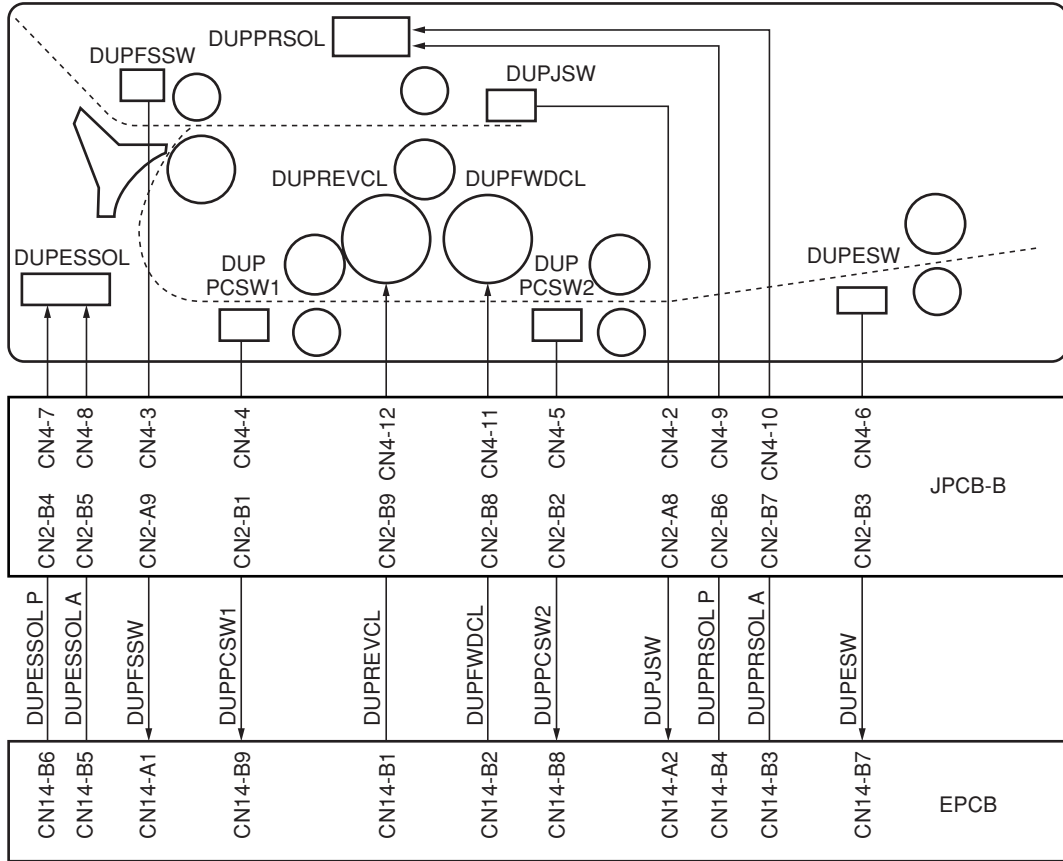 DUPPRSOL
DUPFSSW
DUPJSW
DUPREVCL
DUPFWDCL
DUPESSOL
DUP
PCSW1
DUP
PCSW2
DUPESW
CN4-7
CN4-8
CN4-3
CN4-4
CN4-12
CN4-11
CN4-5
CN4-2
CN4-9
CN4-10
CN4-6
JPCB-B
CN2-B4
CN2-B5
CN2-A9
CN2-B1
CN2-B9
CN2-B8
CN2-B2
CN2-A8
CN2-B6
CN2-B7
CN2-B3
DUPESSOL P
DUPESSOL A
DUPFSSW
DUPPCSW1
DUPREVCL
DUPFWDCL
DUPPCSW2
DUPJSW
DUPPRSOL P
DUPPRSOL A
DUPESW
CN14-B6
CN14-B5
CN14-A1
CN14-B9
CN14-B1
CN14-B2
CN14-B8
CN14-A2
CN14-B4
CN14-B3
CN14-B7
EPCB